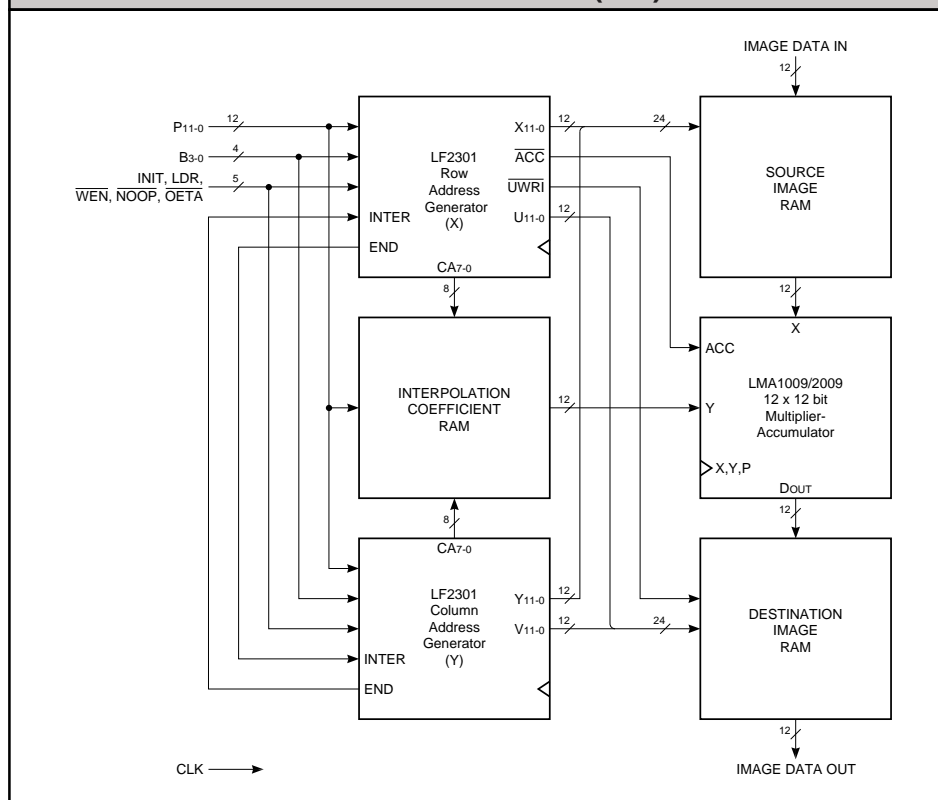 IMAGE DATA IN
12
P11-0
12
B3-0
4
INIT, LDR,
WEN, NOOP, OETA
5
LF2301
Row
Address
Generator
(X)
INTER
END
CA7-0
X11-0
ACC
UWRI
U11-0
12
24
12
SOURCE
IMAGE
RAM
8
12
INTERPOLATION
COEFFICIENT
RAM
12
X
ACC
Y
LMA1009/2009
12 x 12 bit
Multiplier-
Accumulator
X,Y,P
DOUT
8
12
CA7-0
LF2301
Column
Address
Generator
(Y)
INTER
END
Y11-0
V11-0
12
12
24
DESTINATION
IMAGE
RAM
12
CLK
IMAGE DATA OUT